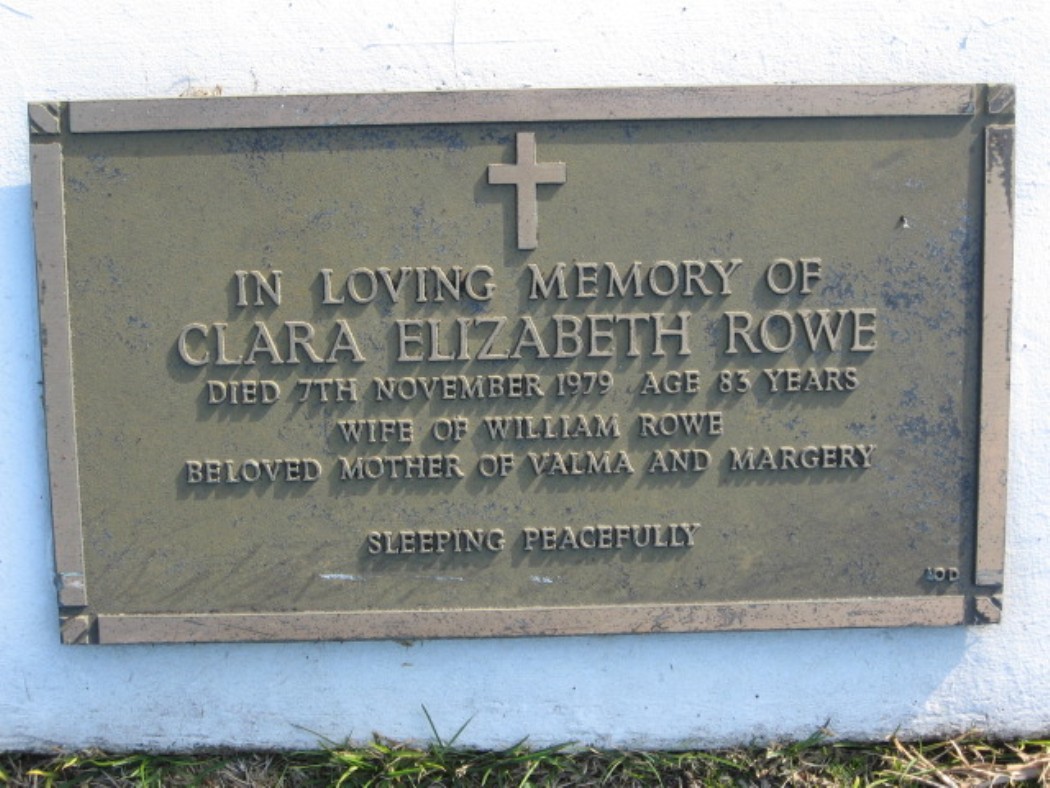 IN LOVING MEMORY OF
CLARA ELIZABETH ROWE
DIED 7TH NOVEMBER 1979 AGE 83 YEARS
WIFE OF WILLIAM ROWE
BELOVED MOTHER OF VALMA AND MARGERY
SLEEPING PEACEFULLY